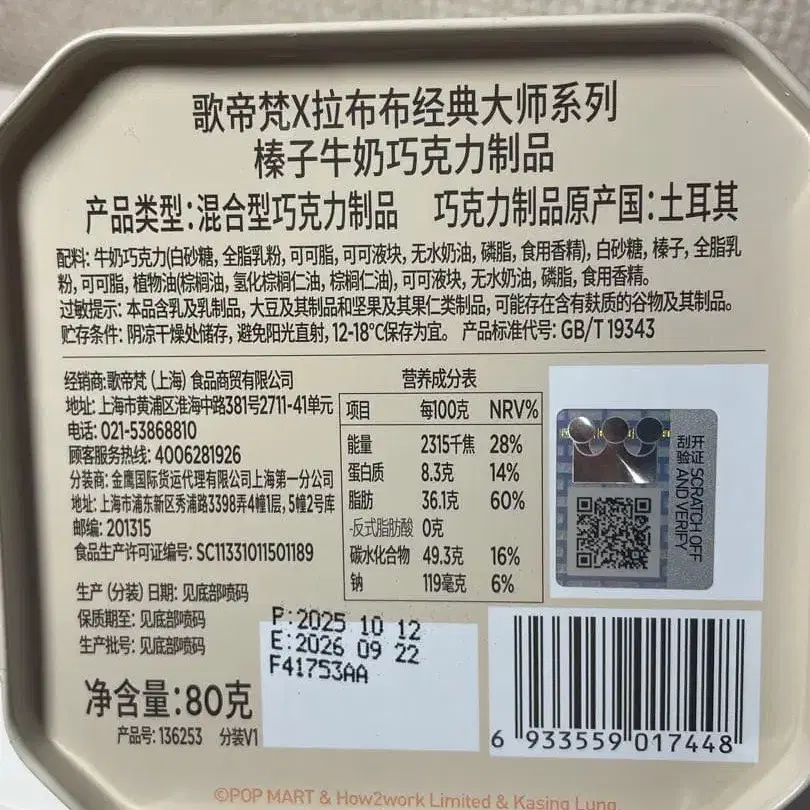 歌帝梵X拉布布经典大师系列
榛子牛奶巧克力制品
产品类型:混合型巧克力制品 巧克力制品原产国:土耳其
配料: 牛奶巧克力(白砂糖, 全脂乳粉, 可可脂, 可可液块, 无水奶油, 磷脂, 食用香精), 白砂糖, 榛子, 全脂乳
粉, 可可脂, 植物油(棕榈油, 氢化棕榈仁油, 棕榈仁油), 可可液块, 无水奶油, 磷脂, 食用香精。
过敏提示: 本品含乳及乳制品, 大豆及其制品和坚果及其果仁类制品, 可能存在含有麸质的谷物及其制品。
贮存条件: 阴凉干燥处储存, 避免阳光直射, 12-18°C保存为宜。 产品标准代号: GB/T 19343
经销商:歌帝梵 (上海) 食品商贸有限公司
地址: 上海市黄浦区淮海中路381号2711-41单元
电话: 021-53868810
顾客服务热线: 4006281926
分装商: 金鹰国际货运代理有限公司上海第一分公司
地址: 上海市浦东新区秀浦路3398弄4幢1层, 5幢2号库
邮编: 201315
食品生产许可证编号: SC11331011501189
生产 (分装) 日期: 见底部喷码
保质期至: 见底部喷码
生产批号: 见底部喷码
净含量:80克
产品号: 136253 分装V1
营养成分表
项目 每100克 NRV%
能量 2315千焦 28%
蛋白质 8.3克 14%
脂肪 36.1克 60%
-反式脂肪酸 0克
碳水化合物 49.3克 16%
钠 119毫克 6%
刮开 SCRATCH OFF
验证 AND VERIFY
P:2025 10 12
E:2026 09 22
F41753AA
6 933559 017448
©POP MART & How2work Limited & Kasing Lung